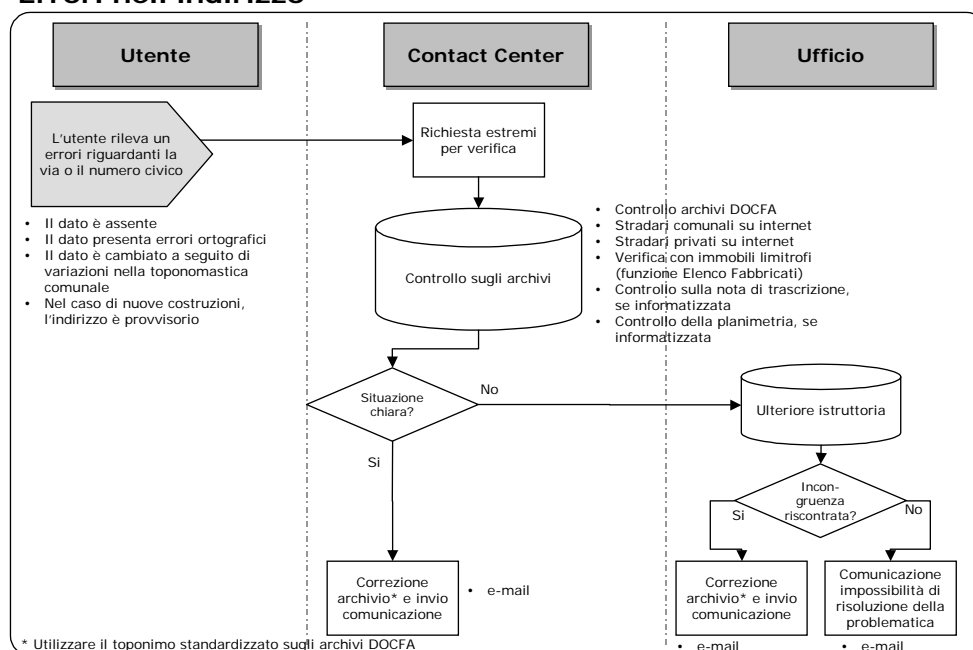 Errori nell'indirizzo
Utente
Contact Center
Ufficio
L'utente rileva un
errori riguardanti la
via o il numero civico
Richiesta estremi
per verifica
• Il dato è assente
• Il dato presenta errori ortografici
• Il dato è cambiato a seguito di
variazioni nella toponomastica
comunale
• Nel caso di nuove costruzioni,
l'indirizzo è provvisorio
Controllo sugli archivi
• Controllo archivi DOCFA
• Stradari comunali su internet
• Stradari privati su internet
• Verifica con immobili limitrofi
(funzione Elenco Fabbricati)
• Controllo sulla nota di trascrizione,
se informatizzata
• Controllo della planimetria, se
informatizzata
Situazione
chiara?
No
Si
Ulteriore istruttoria
Incon-
gruenza
riscontrata?
Si
No
Correzione
archivio* e invio
comunicazione
• e-mail
Correzione
archivio* e invio
comunicazione
• e-mail
Comunicazione
impossibilità di
risoluzione della
problematica
• e-mail
* Utilizzare il toponimo standardizzato sugli archivi DOCFA